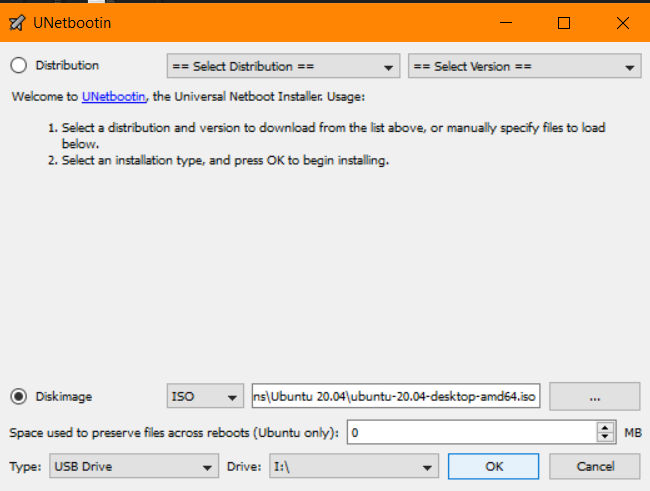 UNetbootin
Distribution == Select Distribution == == Select Version ==
Welcome to UNetbootin, the Universal Netboot Installer. Usage:
1. Select a distribution and version to download from the list above, or manually specify files to load
below.
2. Select an installation type, and press OK to begin installing.
Diskimage ISO ns\Ubuntu 20.04\ubuntu-20.04-desktop-amd64.iso ...
Space used to preserve files across reboots (Ubuntu only): 0 MB
Type: USB Drive Drive: I:\ OK Cancel